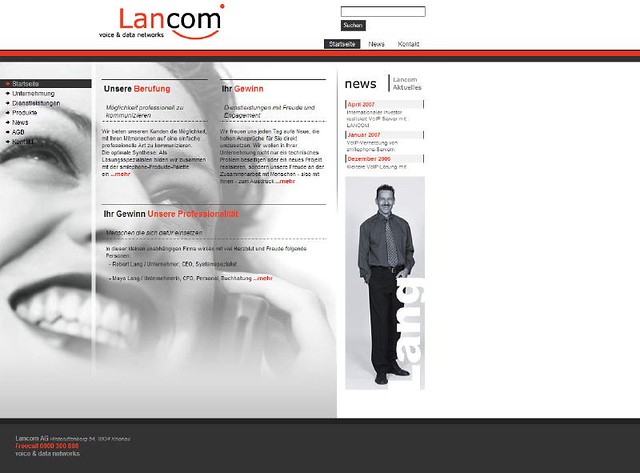 Lancom
voice & data networks
Suchen
Startseite News Kontakt
Startseite
Unternehmung
Dienstleistungen
Produkte
News
AGB
Kontakt
Unsere Berufung
Möglichkeit professionell zu
kommunizieren
Wir bieten unseren Kunden die Möglichkeit,
mit Ihren Mitmenschen auf eine einfache
professionelle Art zu kommunizieren.
Die optimale Synthese: Als
Lösungsspezialisten bilden wir zusammen
mit der smilephone-Produkte-Palette
ein ...mehr
Ihr Gewinn
Dienstleistungen mit Freude und
Engagement
Wir freuen uns jeden Tag aufs Neue, die
hohen Ansprüche für Sie direkt
umzusetzen. Wir wollen in Ihrer
Unternehmung nicht nur ein technisches
Problem beseitigen oder ein neues Projekt
realisieren, sondern unsere Freude an der
Zusammenarbeit mit Menschen - also mit
Ihnen - zum Ausdruck ...mehr
Ihr Gewinn Unsere Professionalität
Menschen die sich dafür einsetzen
In dieser kleinen unabhängigen Firma wirken mit viel Herzblut und Freude folgende
Personen:
- Robert Lang / Unternehmer, CEO, Systemspezialist
- Maya Lang / Unternehmerin, CFO, Personal, Buchhaltung ...mehr
news
Lancom
Aktuelles
April 2007
Internationaler Investor
realisiert VoIP Server mit
LANCOM
Januar 2007
VoIP-Vernetzung von
smilephone-Servern
Dezember 2006
Weitere VoIP-Lösung mit
Lang
Lancom AG
Freecall 0800 300 888
voice & data networks